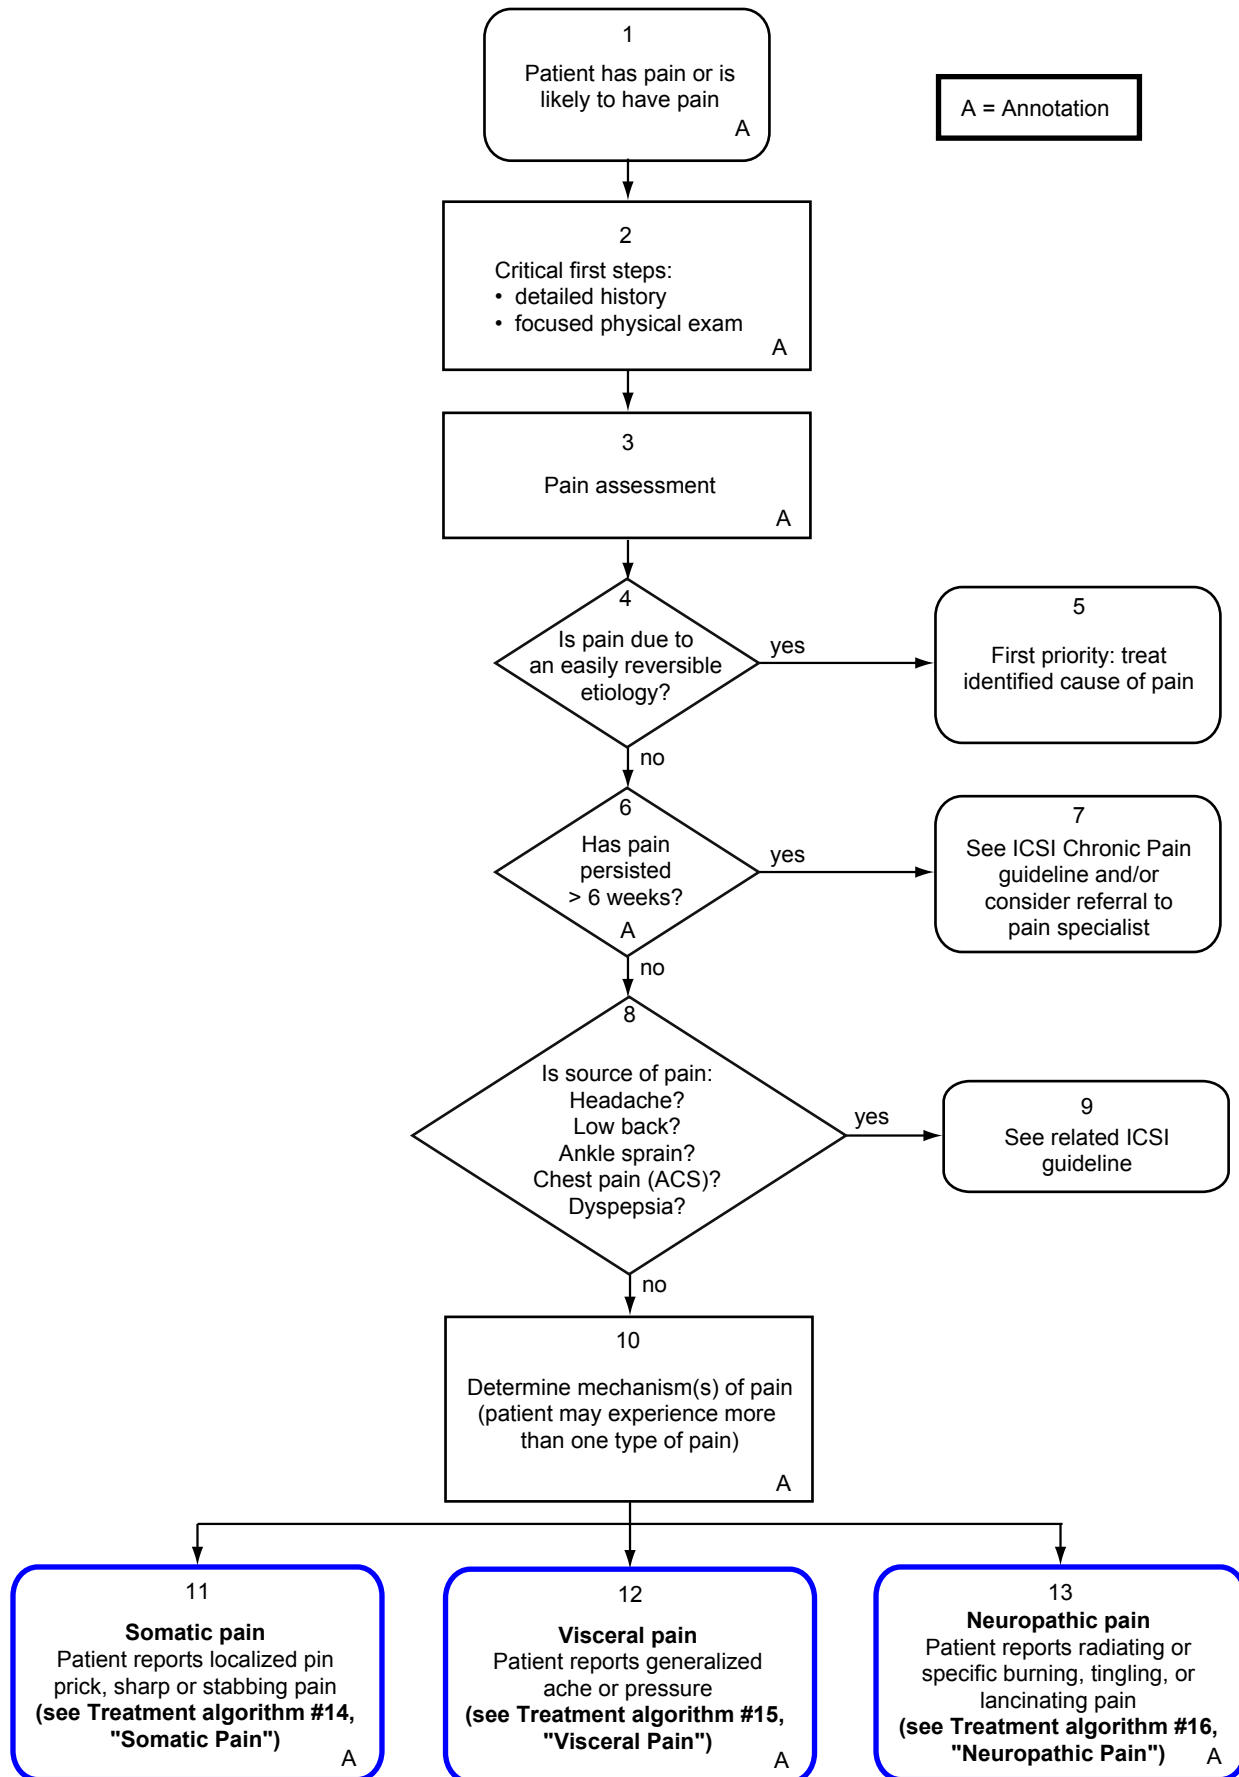 1
Patient has pain or is
likely to have pain
A
A = Annotation
2
Critical first steps:
• detailed history
• focused physical exam
A
3
Pain assessment
A
4
Is pain due to
an easily reversible
etiology?
yes
5
First priority: treat
identified cause of pain
no
6
Has pain
persisted
> 6 weeks?
A
yes
7
See ICSI Chronic Pain
guideline and/or
consider referral to
pain specialist
no
8
Is source of pain:
Headache?
Low back?
Ankle sprain?
Chest pain (ACS)?
Dyspepsia?
yes
9
See related ICSI
guideline
no
10
Determine mechanism(s) of pain
(patient may experience more
than one type of pain)
A
11
Somatic pain
Patient reports localized pin
prick, sharp or stabbing pain
(see Treatment algorithm #14,
"Somatic Pain")
A
12
Visceral pain
Patient reports generalized
ache or pressure
(see Treatment algorithm #15,
"Visceral Pain")
A
13
Neuropathic pain
Patient reports radiating or
specific burning, tingling, or
lancinating pain
(see Treatment algorithm #16,
"Neuropathic Pain")
A